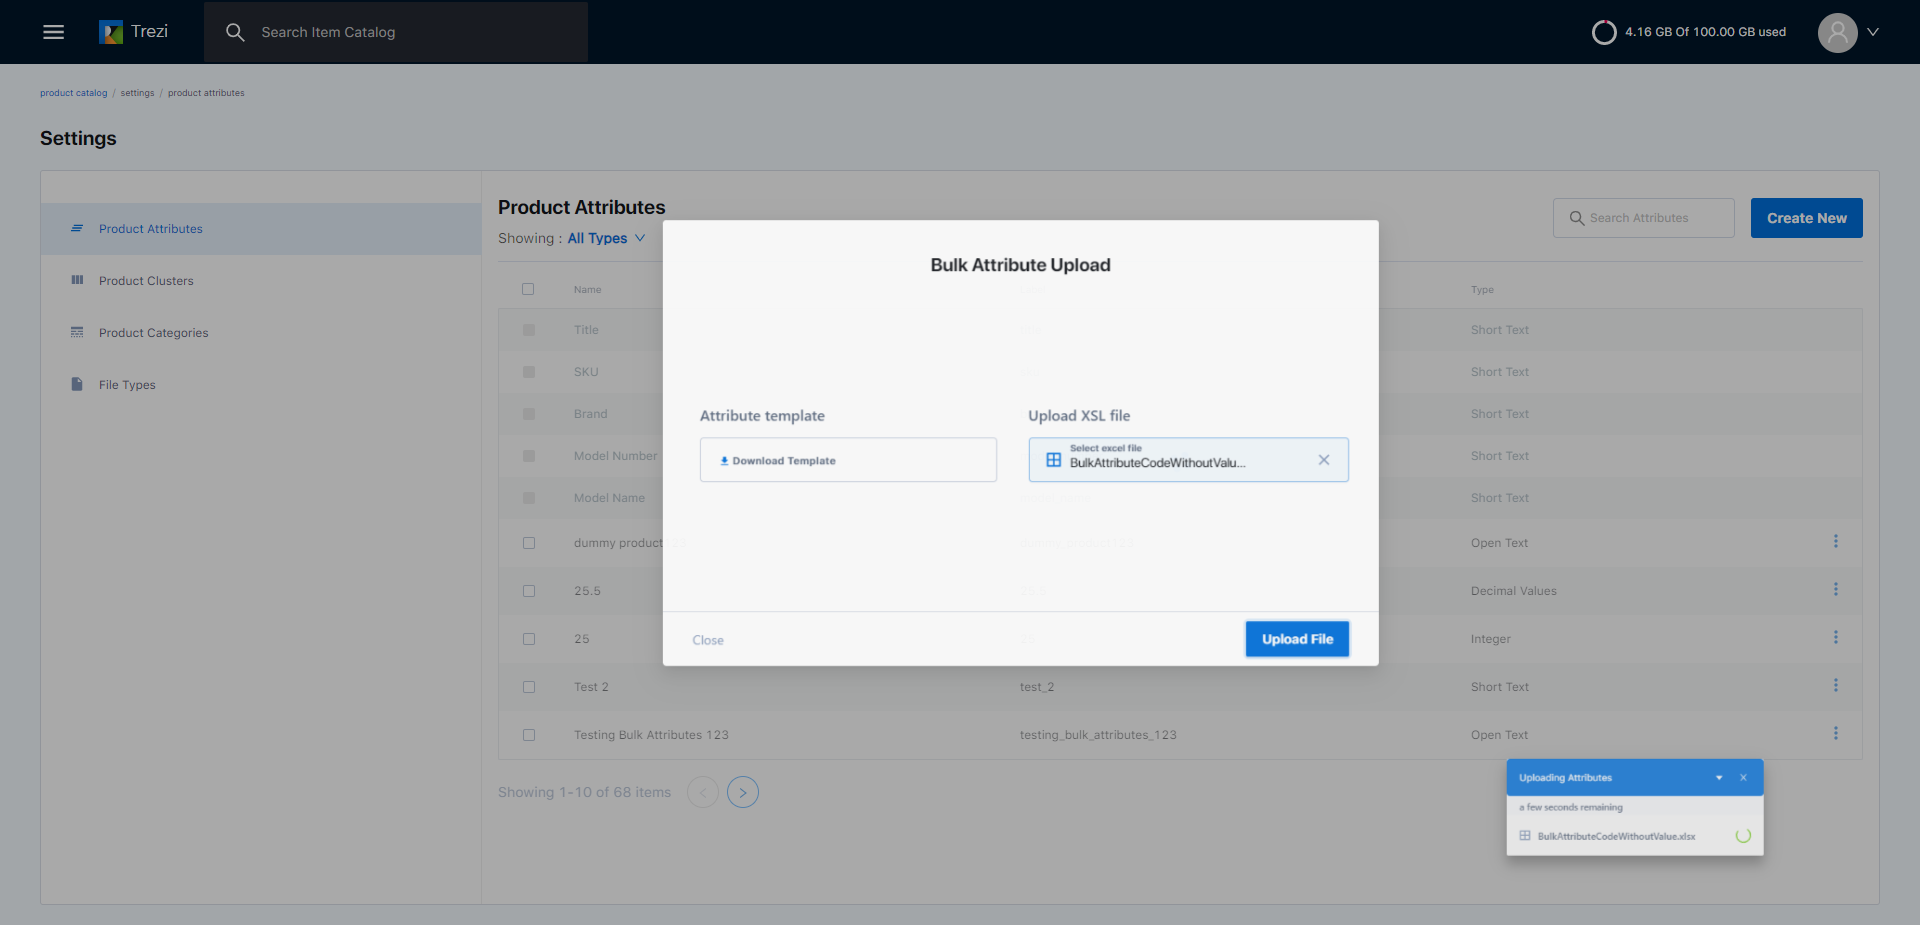 Trezi
Search Item Catalog
4.16 GB Of 100.00 GB used
product catalog / settings / product attributes
Settings
Product Attributes
Product Clusters
Product Categories
File Types
Product Attributes
Showing : All Types
Search Attributes
Create New
Name
Type
Title
Short Text
SKU
Short Text
Brand
Short Text
Model Number
Short Text
Model Name
Short Text
dummy product
Open Text
25.5
Decimal Values
25
Integer
Test 2
test_2
Short Text
Testing Bulk Attributes 123
testing_bulk_attributes_123
Open Text
Showing 1-10 of 68 items
Bulk Attribute Upload
Attribute template
Download Template
Upload XSL file
Select excel file
BulkAttributeCodeWithoutValu...
Close
Upload File
Uploading Attributes
a few seconds remaining
BulkAttributeCodeWithoutValue.xlsx